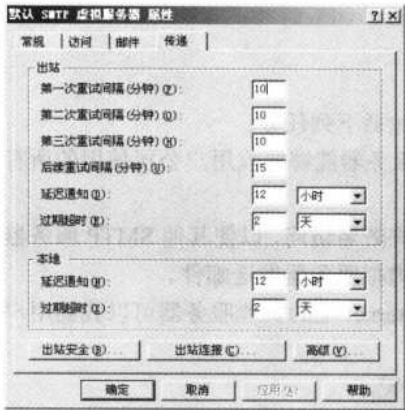 默认 SMTP 虚拟服务器 属性
常规 访问 邮件 传递
出站
第一次重试间隔(分钟)(F): 10
第二次重试间隔(分钟)(O): 10
第三次重试间隔(分钟)(H): 10
后续重试间隔(分钟)(U): 15
延迟通知(D): 12 小时
过期超时(E): 2 天
本地
延迟通知(N): 12 小时
过期超时(X): 2 天
出站安全(B)... 出站连接(C)... 高级(V)...
确定 取消 应用(A) 帮助